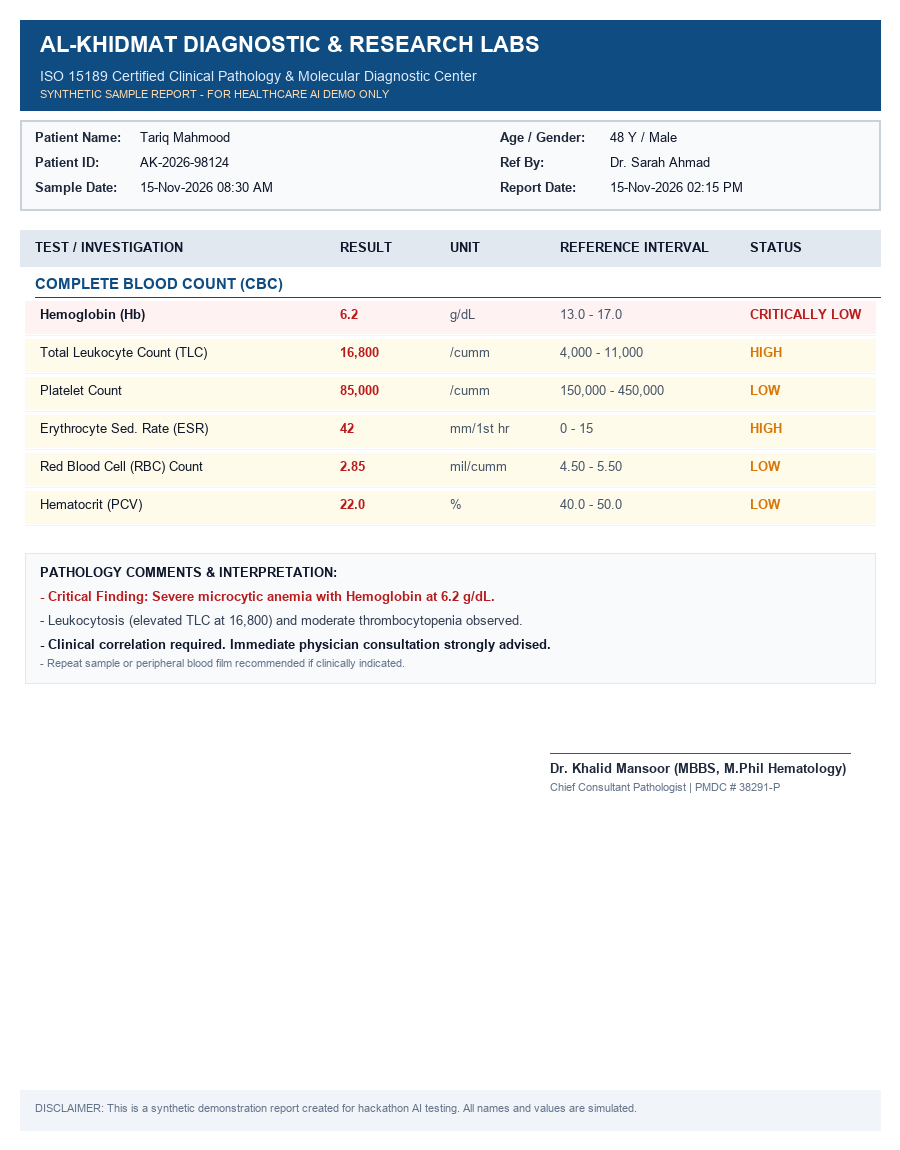 AL-KHIDMAT DIAGNOSTIC & RESEARCH LABS
ISO 15189 Certified Clinical Pathology & Molecular Diagnostic Center
SYNTHETIC SAMPLE REPORT - FOR HEALTHCARE AI DEMO ONLY
Patient Name: Tariq Mahmood Age / Gender: 48 Y / Male
Patient ID: AK-2026-98124 Ref By: Dr. Sarah Ahmad
Sample Date: 15-Nov-2026 08:30 AM Report Date: 15-Nov-2026 02:15 PM
TEST / INVESTIGATION RESULT UNIT REFERENCE INTERVAL STATUS
COMPLETE BLOOD COUNT (CBC)
Hemoglobin (Hb) 6.2 g/dL 13.0 - 17.0 CRITICALLY LOW
Total Leukocyte Count (TLC) 16,800 /cumm 4,000 - 11,000 HIGH
Platelet Count 85,000 /cumm 150,000 - 450,000 LOW
Erythrocyte Sed. Rate (ESR) 42 mm/1st hr 0 - 15 HIGH
Red Blood Cell (RBC) Count 2.85 mil/cumm 4.50 - 5.50 LOW
Hematocrit (PCV) 22.0 % 40.0 - 50.0 LOW
PATHOLOGY COMMENTS & INTERPRETATION:
- Critical Finding: Severe microcytic anemia with Hemoglobin at 6.2 g/dL.
- Leukocytosis (elevated TLC at 16,800) and moderate thrombocytopenia observed.
- Clinical correlation required. Immediate physician consultation strongly advised.
- Repeat sample or peripheral blood film recommended if clinically indicated.
Dr. Khalid Mansoor (MBBS, M.Phil Hematology)
Chief Consultant Pathologist | PMDC # 38291-P
DISCLAIMER: This is a synthetic demonstration report created for hackathon AI testing. All names and values are simulated.